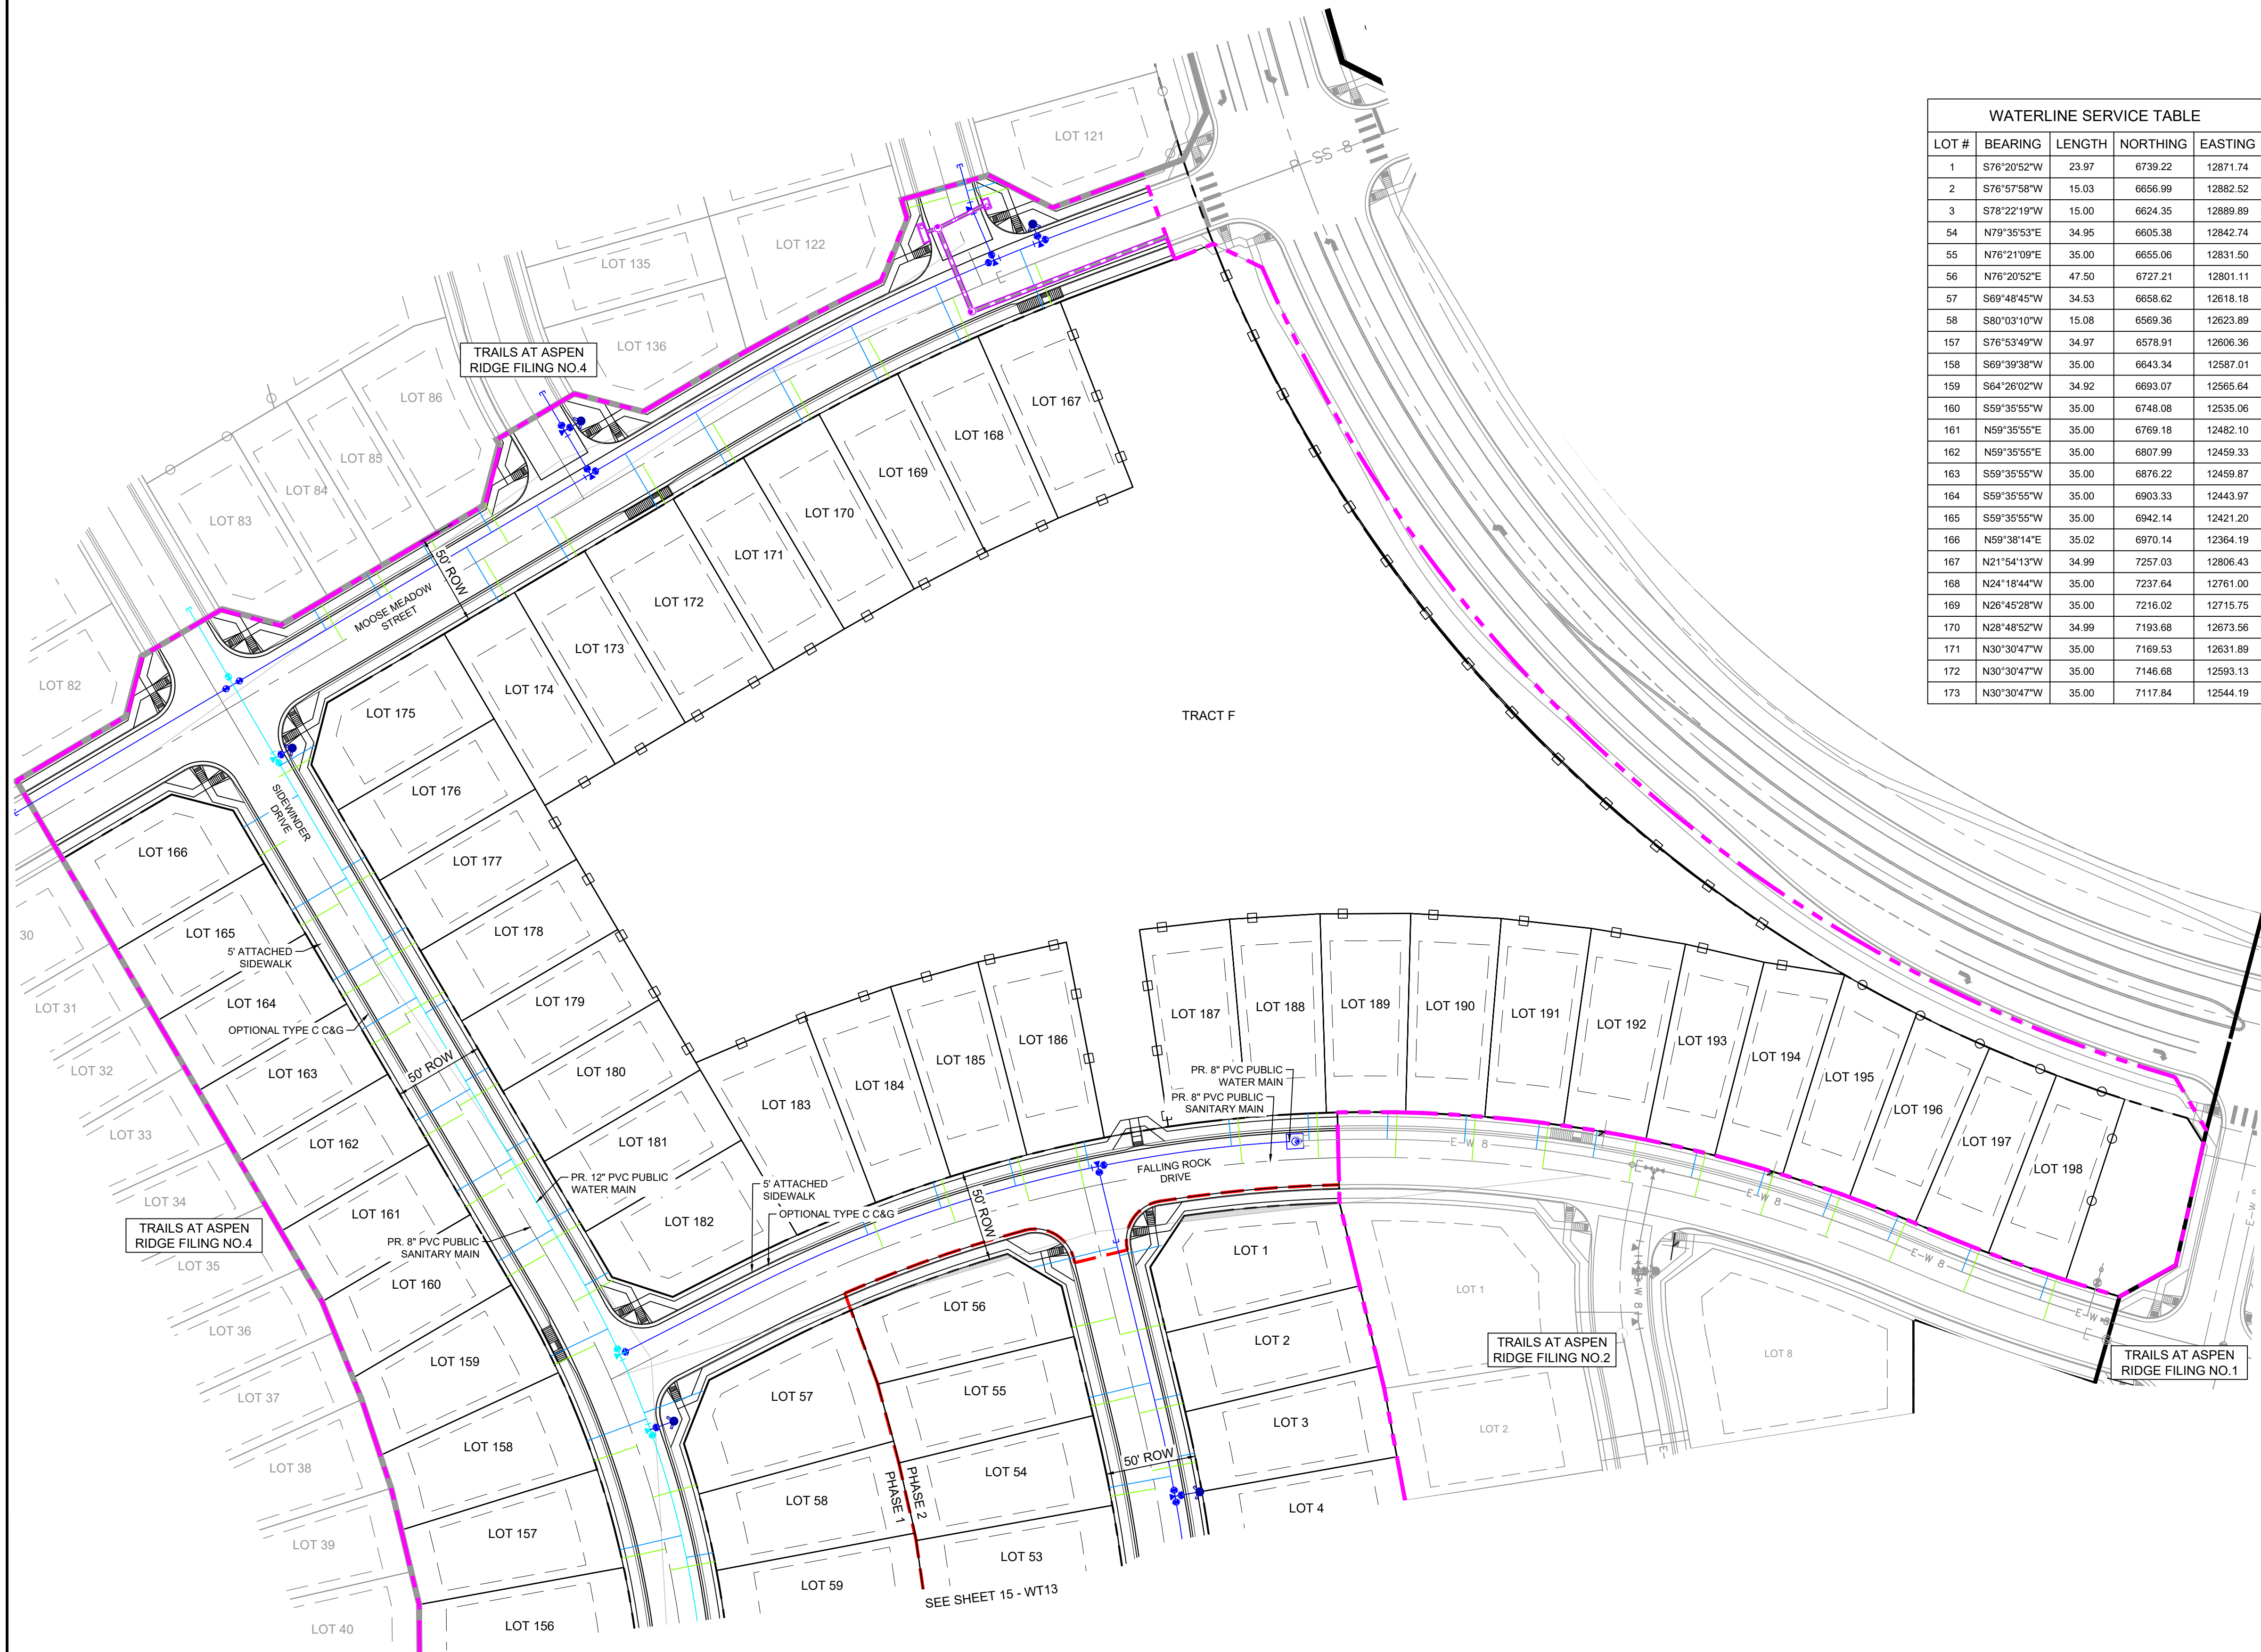 WATERLINE SERVICE TABLE
LOT # BEARING LENGTH NORTHING EASTING
1 S76°20'52"W 23.97 6739.22 12871.74
2 S76°57'58"W 15.03 6656.99 12882.52
3 S78°22'19"W 15.00 6624.35 12889.89
54 N79°35'53"E 34.95 6605.38 12842.74
55 N76°21'09"E 35.00 6655.06 12831.50
56 N76°20'52"E 47.50 6727.21 12801.11
57 S69°48'45"W 34.53 6658.62 12618.18
58 S80°03'10"W 15.08 6569.36 12623.89
157 S76°53'49"W 34.97 6578.91 12606.36
158 S69°39'38"W 35.00 6643.34 12587.01
159 S64°26'02"W 34.92 6693.07 12565.64
160 S59°35'55"W 35.00 6748.08 12535.06
161 N59°35'55"E 35.00 6769.18 12482.10
162 N59°35'55"E 35.00 6807.99 12459.33
163 S59°35'55"W 35.00 6876.22 12459.87
164 S59°35'55"W 35.00 6903.33 12443.97
165 S59°35'55"W 35.00 6942.14 12421.20
166 N59°38'14"E 35.02 6970.14 12364.19
167 N21°54'13"W 34.99 7257.03 12806.43
168 N24°18'44"W 35.00 7237.64 12761.00
169 N26°45'28"W 35.00 7216.02 12715.75
170 N28°48'52"W 34.99 7193.68 12673.56
171 N30°30'47"W 35.00 7169.53 12631.89
172 N30°30'47"W 35.00 7146.68 12593.13
173 N30°30'47"W 35.00 7117.84 12544.19
LOT 121
P-SS 8
LOT 122
LOT 135
LOT 136
TRAILS AT ASPEN
RIDGE FILING NO.4
LOT 86
LOT 85
LOT 84
LOT 83
LOT 82
50' ROW
MOOSE MEADOW
STREET
LOT 167
LOT 168
LOT 169
LOT 170
LOT 171
LOT 172
LOT 173
LOT 174
LOT 175
LOT 176
LOT 177
LOT 178
LOT 179
LOT 180
LOT 181
LOT 182
TRACT F
SIDEWINDER
DRIVE
LOT 166
LOT 165
5' ATTACHED
SIDEWALK
LOT 164
OPTIONAL TYPE C C&G
50' ROW
LOT 163
LOT 162
LOT 161
PR. 12" PVC PUBLIC
WATER MAIN
PR. 8" PVC PUBLIC
SANITARY MAIN
LOT 160
LOT 159
LOT 158
LOT 157
LOT 156
30
LOT 31
LOT 32
LOT 33
LOT 34
TRAILS AT ASPEN
RIDGE FILING NO.4
LOT 35
LOT 36
LOT 37
LOT 38
LOT 39
LOT 40
LOT 183
LOT 184
LOT 185
LOT 186
LOT 187
LOT 188
LOT 189
LOT 190
LOT 191
LOT 192
LOT 193
LOT 194
LOT 195
LOT 196
LOT 197
LOT 198
PR. 8" PVC PUBLIC
WATER MAIN
PR. 8" PVC PUBLIC
SANITARY MAIN
FALLING ROCK
DRIVE
5' ATTACHED
SIDEWALK
OPTIONAL TYPE C C&G
50' ROW
E-W 8
E-W 8
E-W 8
E-W 8
LOT 1
LOT 2
LOT 3
LOT 4
LOT 56
LOT 55
LOT 54
LOT 53
LOT 57
LOT 58
LOT 59
PHASE 2
PHASE 1
50' ROW
SEE SHEET 15 - WT13
LOT 1
LOT 2
LOT 8
TRAILS AT ASPEN
RIDGE FILING NO.2
TRAILS AT ASPEN
RIDGE FILING NO.1